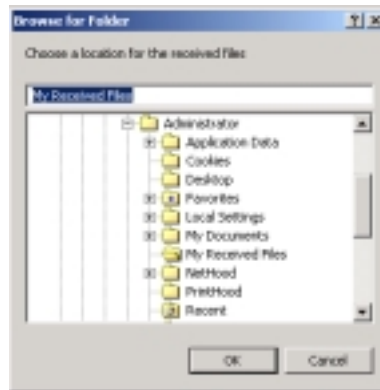 Browse for Folder
Choose a location for the received files
My Received Files
Administrator
Application Data
Cookies
Desktop
Favorites
Local Settings
My Documents
My Received Files
NetHood
PrintHood
Recent
OK
Cancel